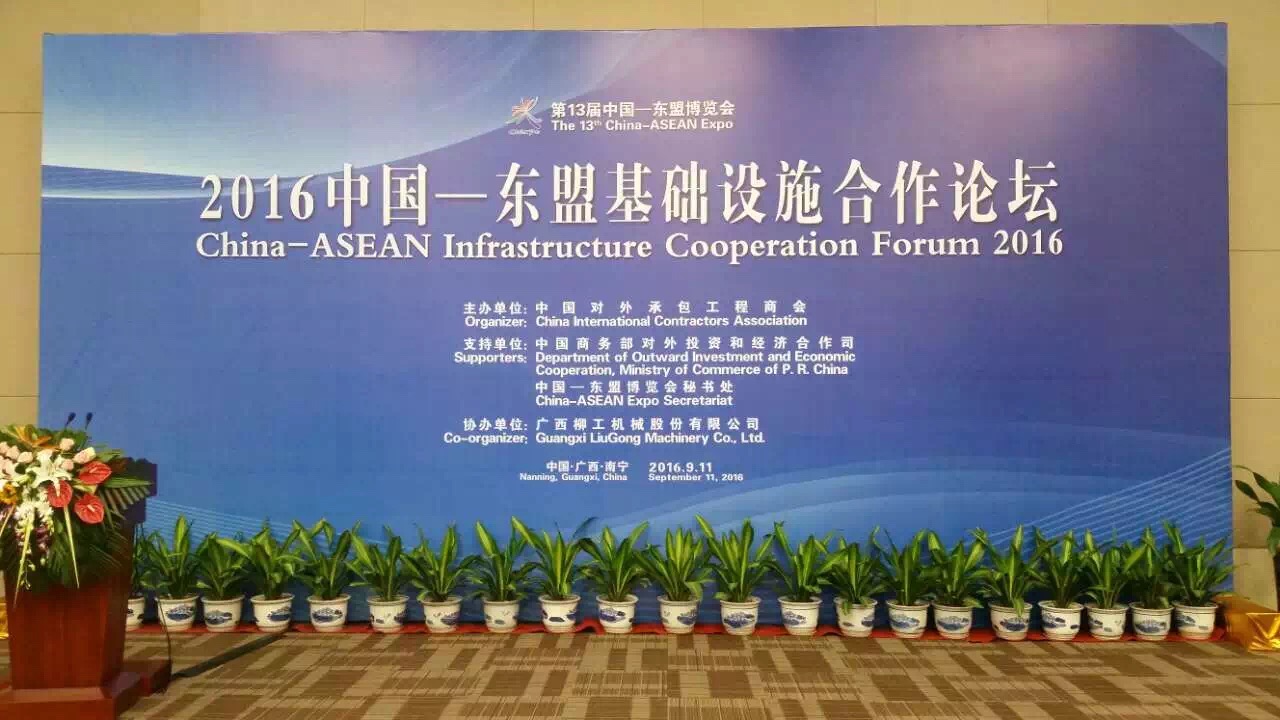 第13届中国—东盟博览会
The 13th China-ASEAN Expo
2016中国—东盟基础设施合作论坛
China-ASEAN Infrastructure Cooperation Forum 2016
主办单位: 中国对外承包工程商会
Organizer: China International Contractors Association
支持单位: 中国商务部对外投资和经济合作司
Supporters: Department of Outward Investment and Economic
Cooperation, Ministry of Commerce of P. R. China
中国—东盟博览会秘书处
China-ASEAN Expo Secretariat
协办单位: 广西柳工机械股份有限公司
Co-organizer: Guangxi LiuGong Machinery Co., Ltd.
中国·广西·南宁 2016.9.11
Nanning, Guangxi, China September 11, 2016